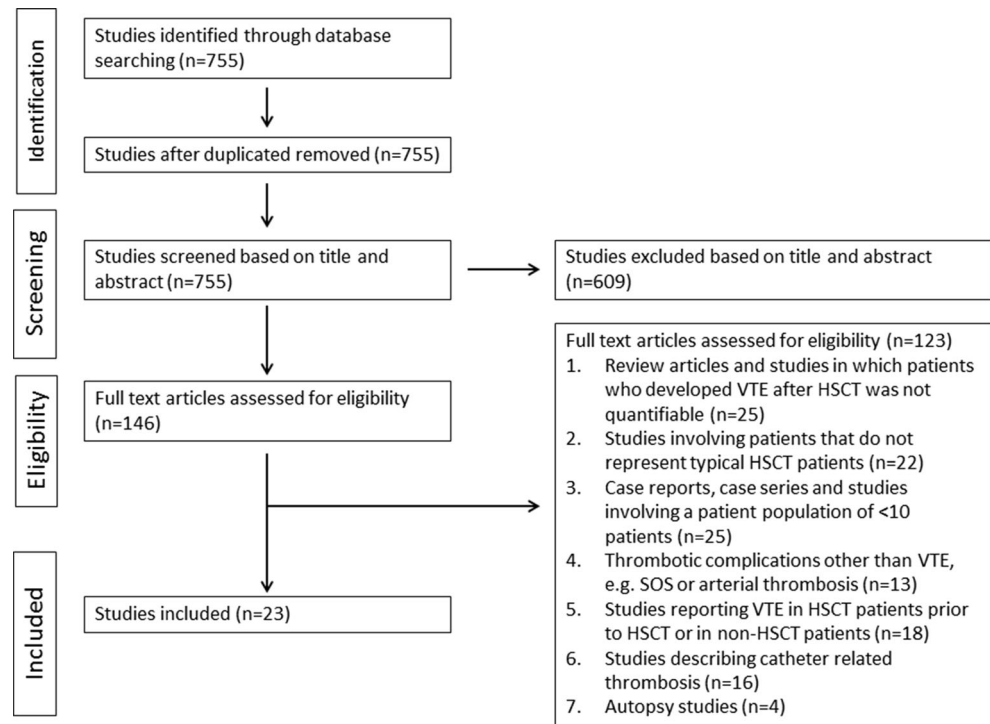 Identification
Studies identified through database
searching (n=755)
Studies after duplicated removed (n=755)
Screening
Studies screened based on title and
abstract (n=755)
Studies excluded based on title and abstract
(n=609)
Eligibility
Full text articles assessed for eligibility
(n=146)
Full text articles assessed for eligibility (n=123)
1. Review articles and studies in which patients
who developed VTE after HSCT was not
quantifiable (n=25)
2. Studies involving patients that do not
represent typical HSCT patients (n=22)
3. Case reports, case series and studies
involving a patient population of <10
patients (n=25)
4. Thrombotic complications other than VTE,
e.g. SOS or arterial thrombosis (n=13)
5. Studies reporting VTE in HSCT patients prior
to HSCT or in non-HSCT patients (n=18)
6. Studies describing catheter related
thrombosis (n=16)
7. Autopsy studies (n=4)
Included
Studies included (n=23)